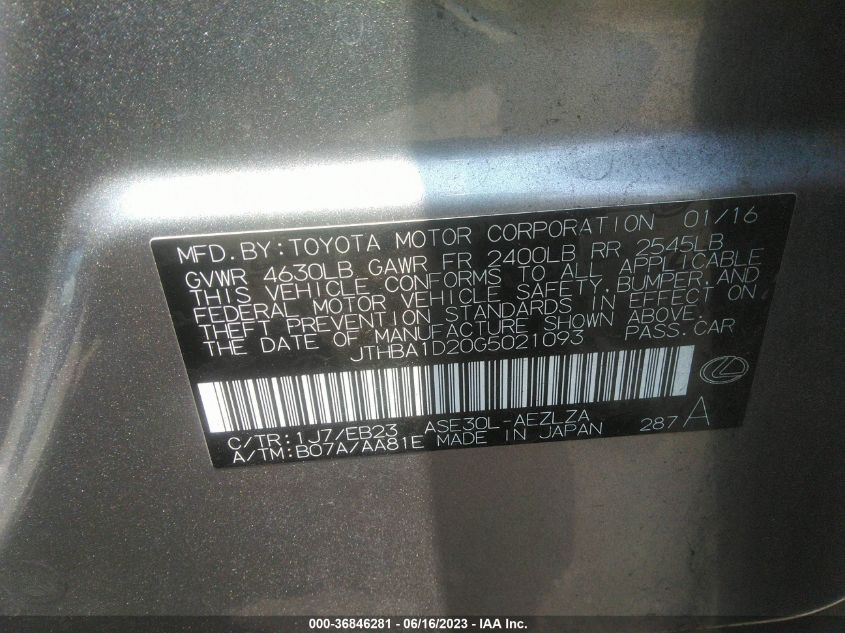 MFD. BY: TOYOTA MOTOR CORPORATION 01/16
GVWR 4630LB GAWR FR 2400LB RR 2545LB
THIS VEHICLE CONFORMS TO ALL APPLICABLE
FEDERAL MOTOR VEHICLE SAFETY, BUMPER, AND
THEFT PREVENTION STANDARDS IN EFFECT ON
THE DATE OF MANUFACTURE SHOWN ABOVE.
JTHBA1D20G5021093 PASS. CAR
C/TR: 1J7/EB23 ASE30L-AEZLZA 287 A
A/TM: B07A/AA81E MADE IN JAPAN
000-36846281 - 06/16/2023 - IAA Inc.